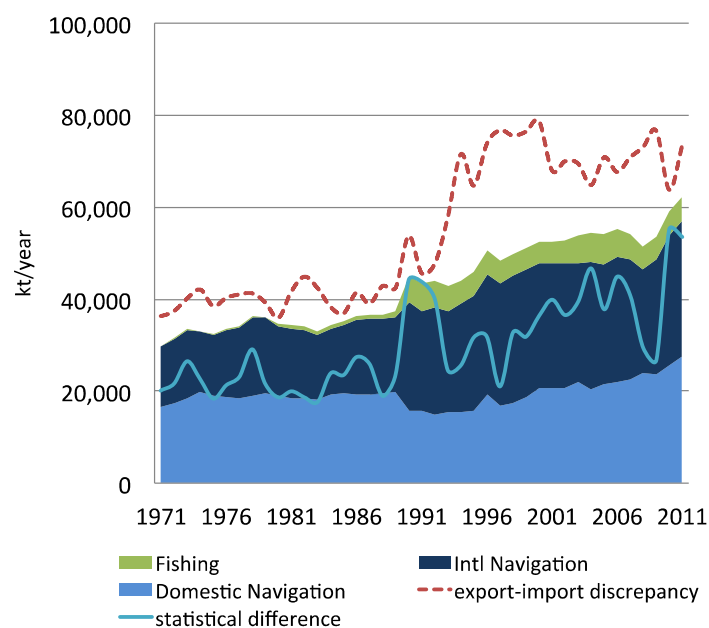 100,000
80,000
60,000
40,000
20,000
0
kt/year
1971 1976 1981 1986 1991 1996 2001 2006 2011
Fishing Intl Navigation
Domestic Navigation export-import discrepancy
statistical difference